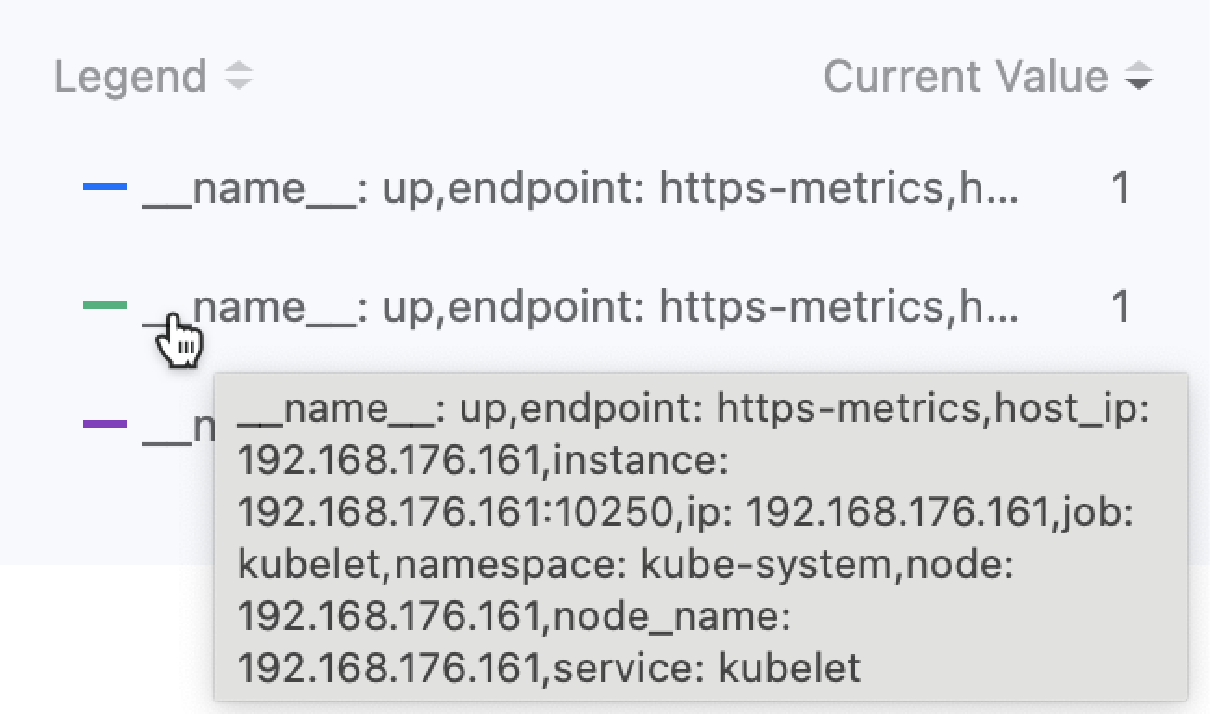 Legend
Current Value
__name__: up,endpoint: https-metrics,h...
1
__name__: up,endpoint: https-metrics,h...
1
__n
__name__: up,endpoint: https-metrics,host_ip:
192.168.176.161,instance:
192.168.176.161:10250,ip: 192.168.176.161,job:
kubelet,namespace: kube-system,node:
192.168.176.161,node_name:
192.168.176.161,service: kubelet